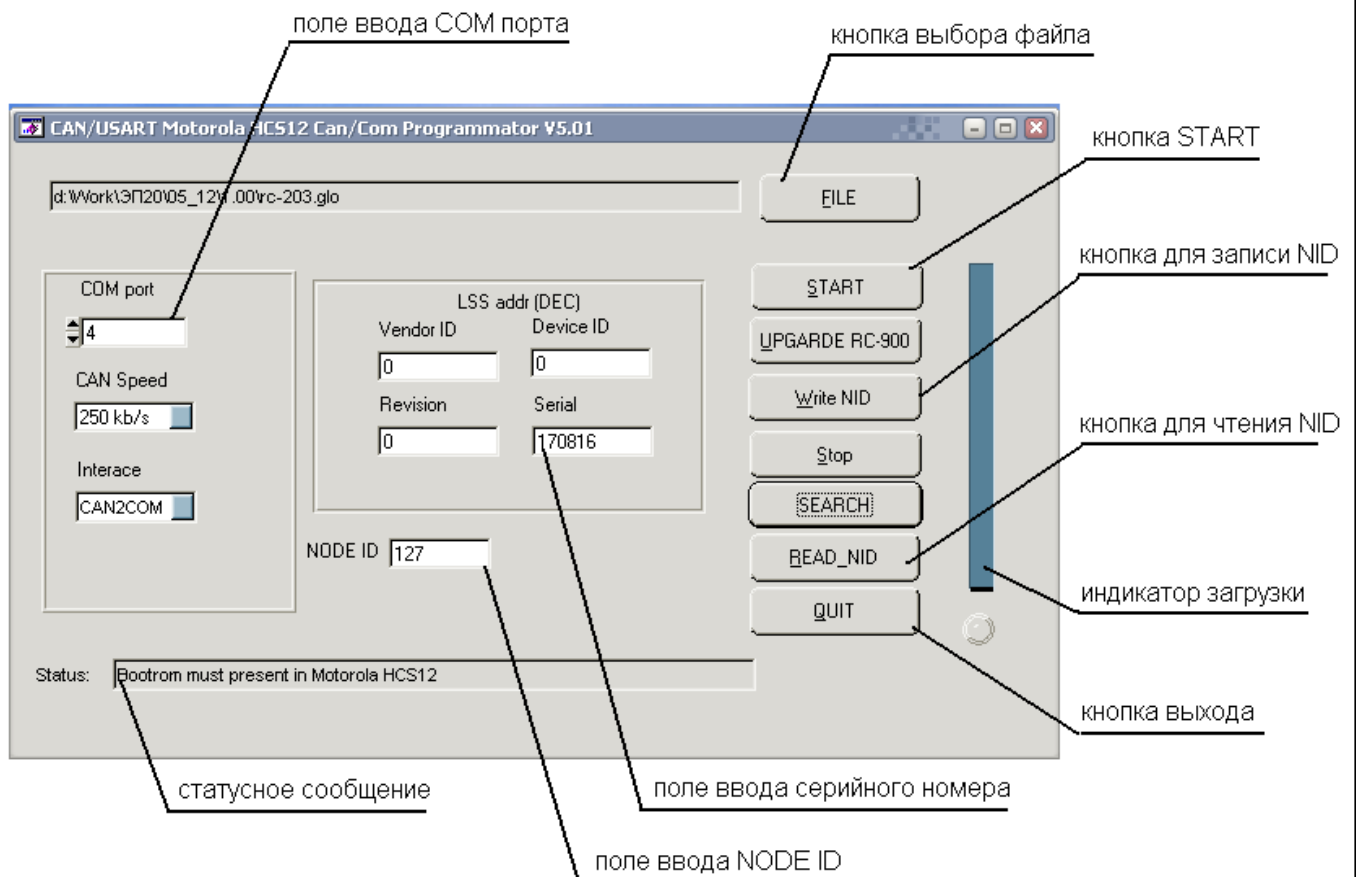 поле ввода COM порта
кнопка выбора файла
CAN/USART Motorola HCS12 Can/Com Programmator V5.01
кнопка START
d:\Work\ЭП20\05_12\ .00\rc-203.glo
FILE
кнопка для записи NID
COM port
4
CAN Speed
250 kb/s
Interace
CAN2COM
LSS addr (DEC)
Vendor ID
Device ID
0
0
Revision
Serial
0
170816
NODE ID 127
START
UPGARDE RC-900
Write NID
Stop
SEARCH
READ_NID
QUIT
кнопка для чтения NID
индикатор загрузки
кнопка выхода
Status: Bootrom must present in Motorola HCS12
статусное сообщение
поле ввода серийного номера
поле ввода NODE ID